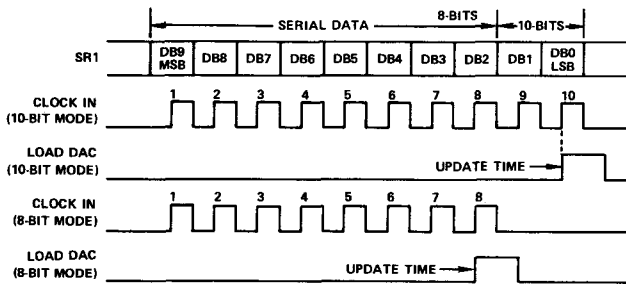 SERIAL DATA 8-BITS 10-BITS
SR1 DB9 MSB DB8 DB7 DB6 DB5 DB4 DB3 DB2 DB1 DB0 LSB
1 2 3 4 5 6 7 8 9 10
CLOCK IN
(10-BIT MODE)
LOAD DAC
(10-BIT MODE) UPDATE TIME
1 2 3 4 5 6 7 8
CLOCK IN
(8-BIT MODE)
LOAD DAC
(8-BIT MODE) UPDATE TIME